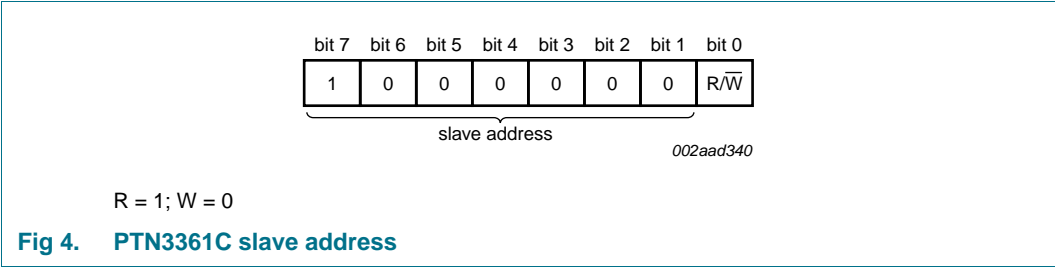 bit 7 bit 6 bit 5 bit 4 bit 3 bit 2 bit 1 bit 0
1 0 0 0 0 0 0 R/W̅
slave address
002aad340
R = 1; W = 0
Fig 4. PTN3361C slave address